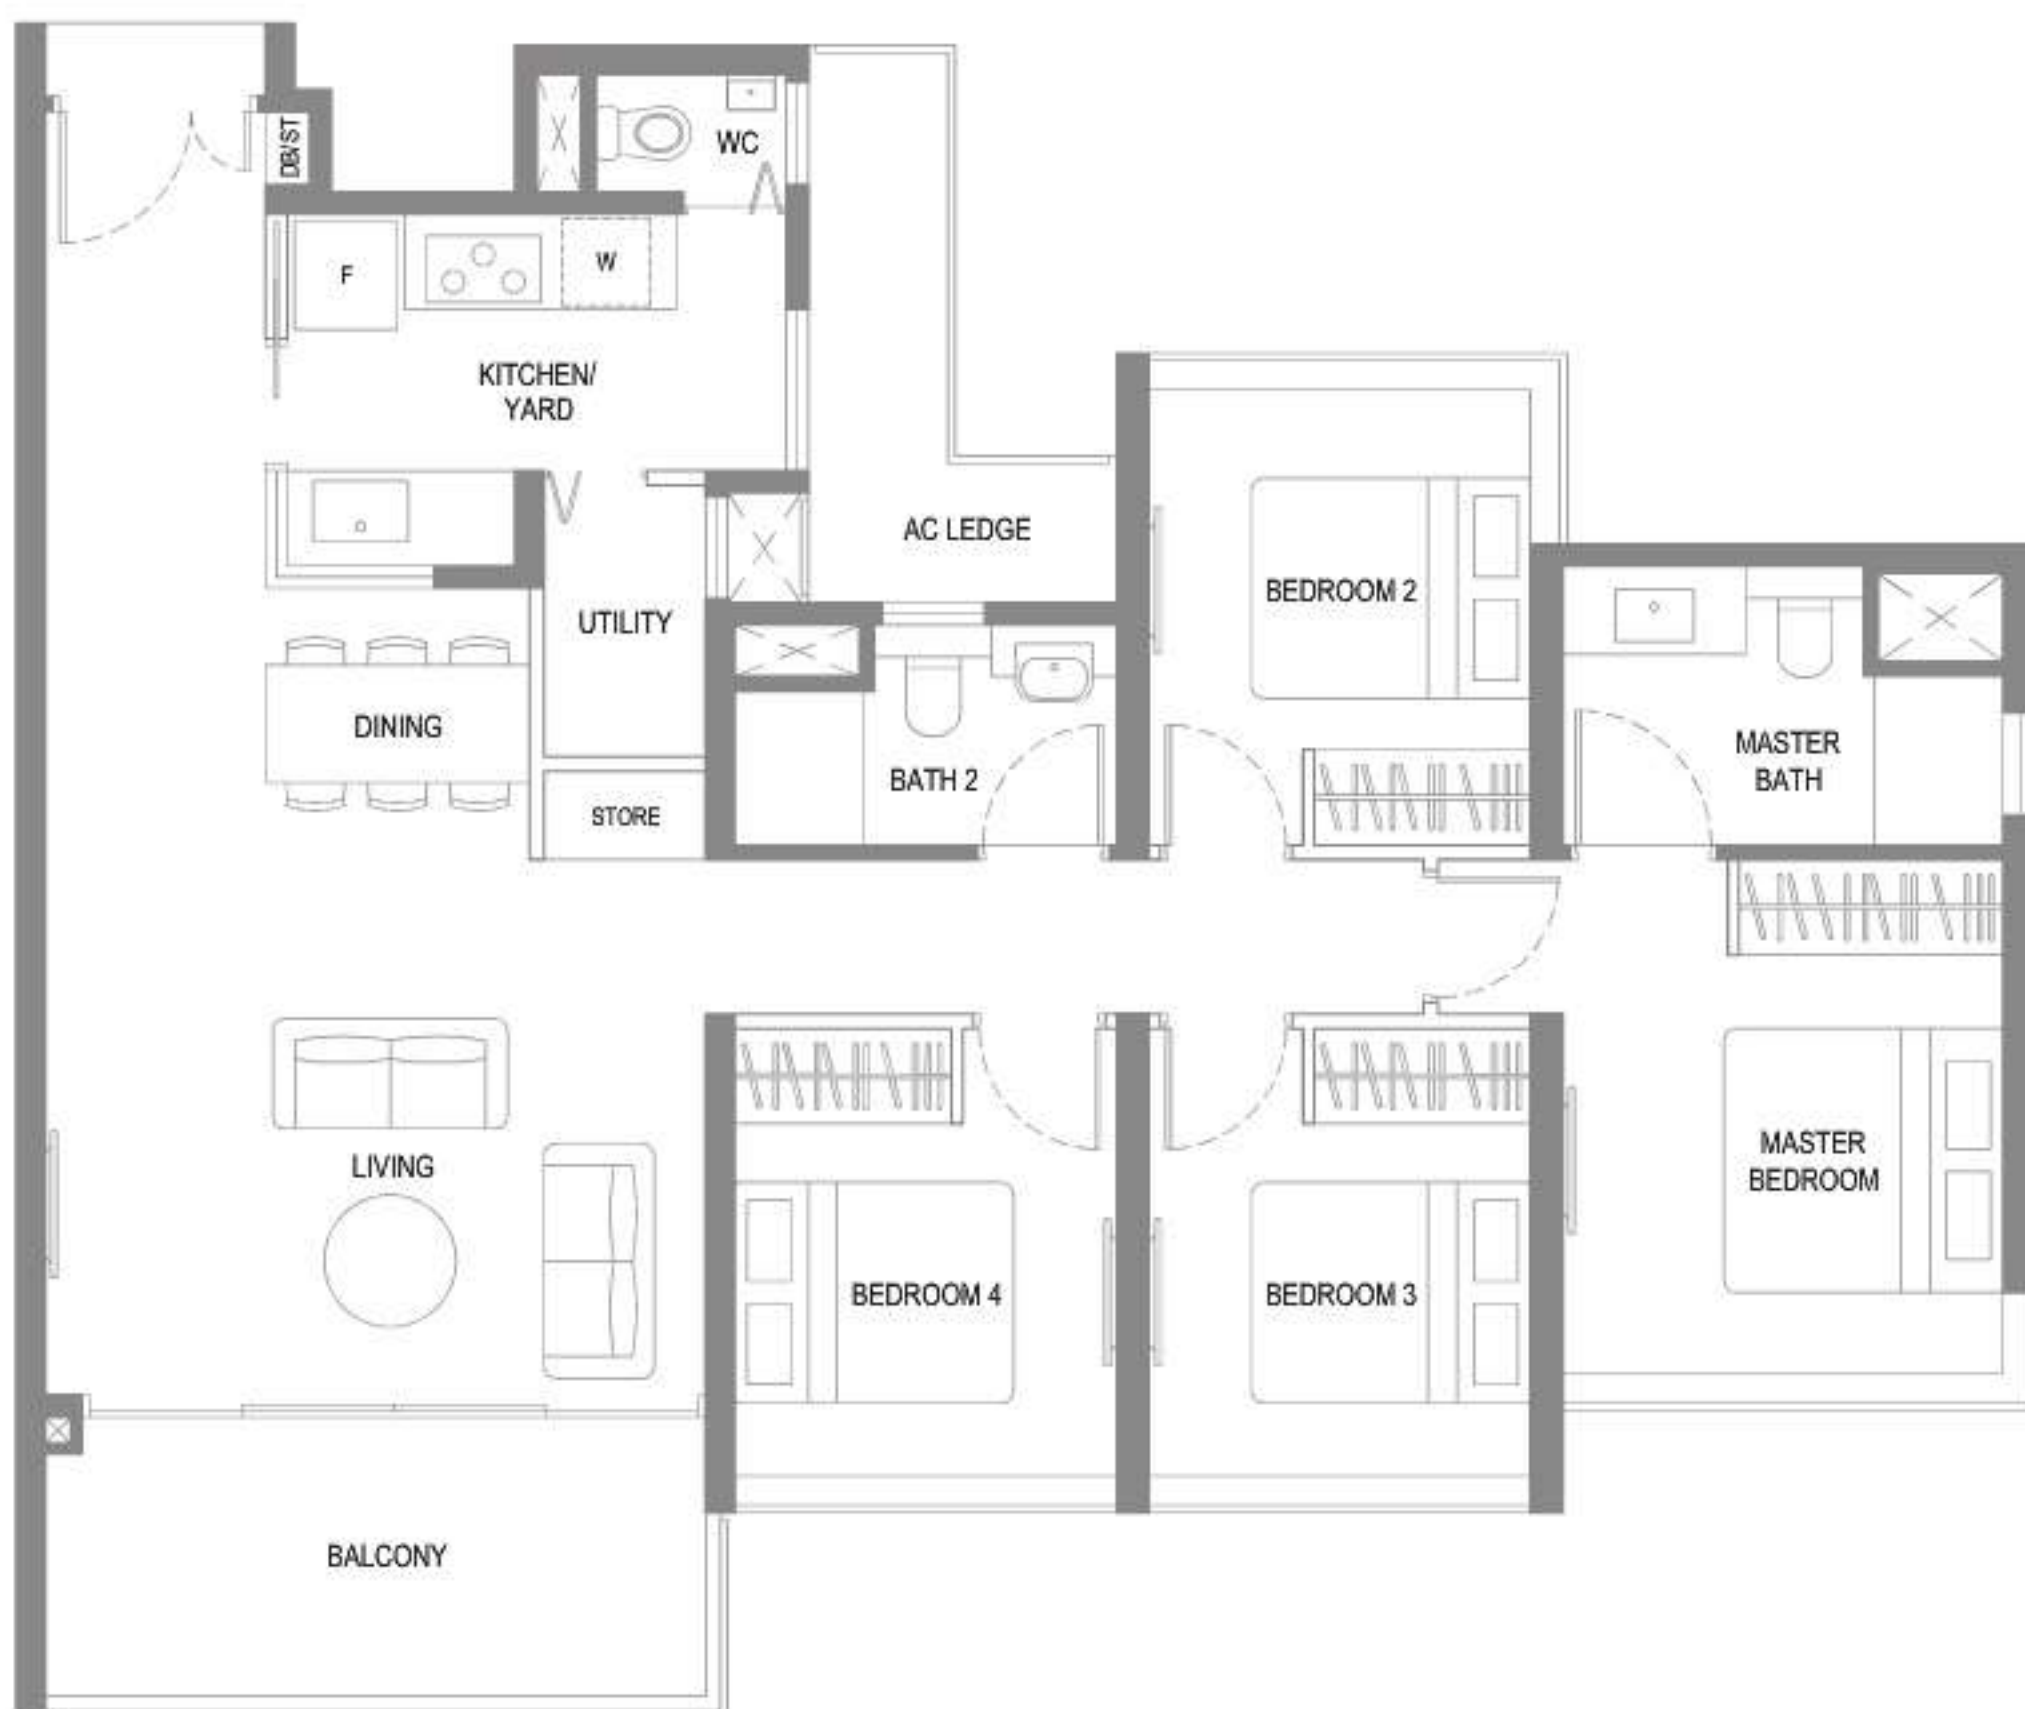 DB/ST
WC
F
W
KITCHEN/
YARD
AC LEDGE
BEDROOM 2
UTILITY
DINING
MASTER
BATH
BATH 2
STORE
LIVING
MASTER
BEDROOM
BEDROOM 4
BEDROOM 3
BALCONY